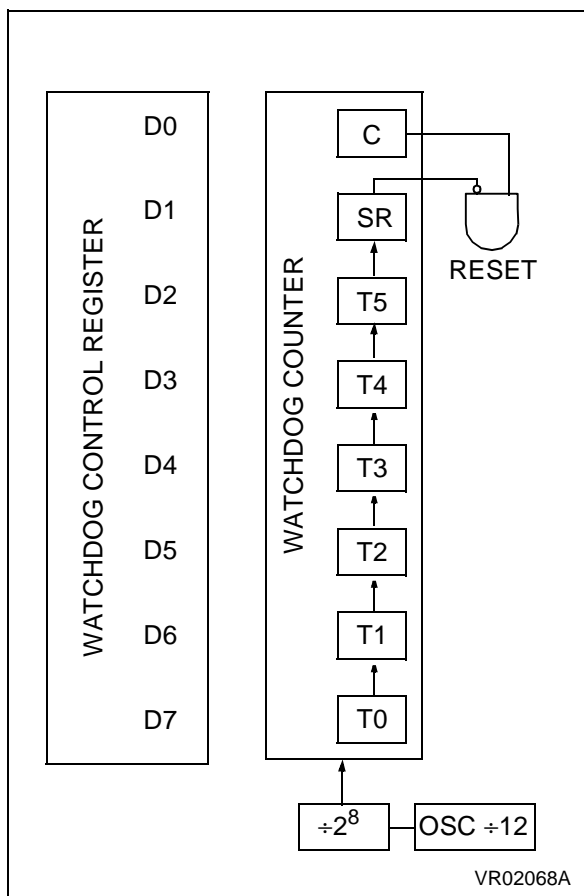 WATCHDOG CONTROL REGISTER
D0
D1
D2
D3
D4
D5
D6
D7
WATCHDOG COUNTER
C
SR
T5
T4
T3
T2
T1
T0
RESET
÷2⁸
OSC ÷12
VR02068A